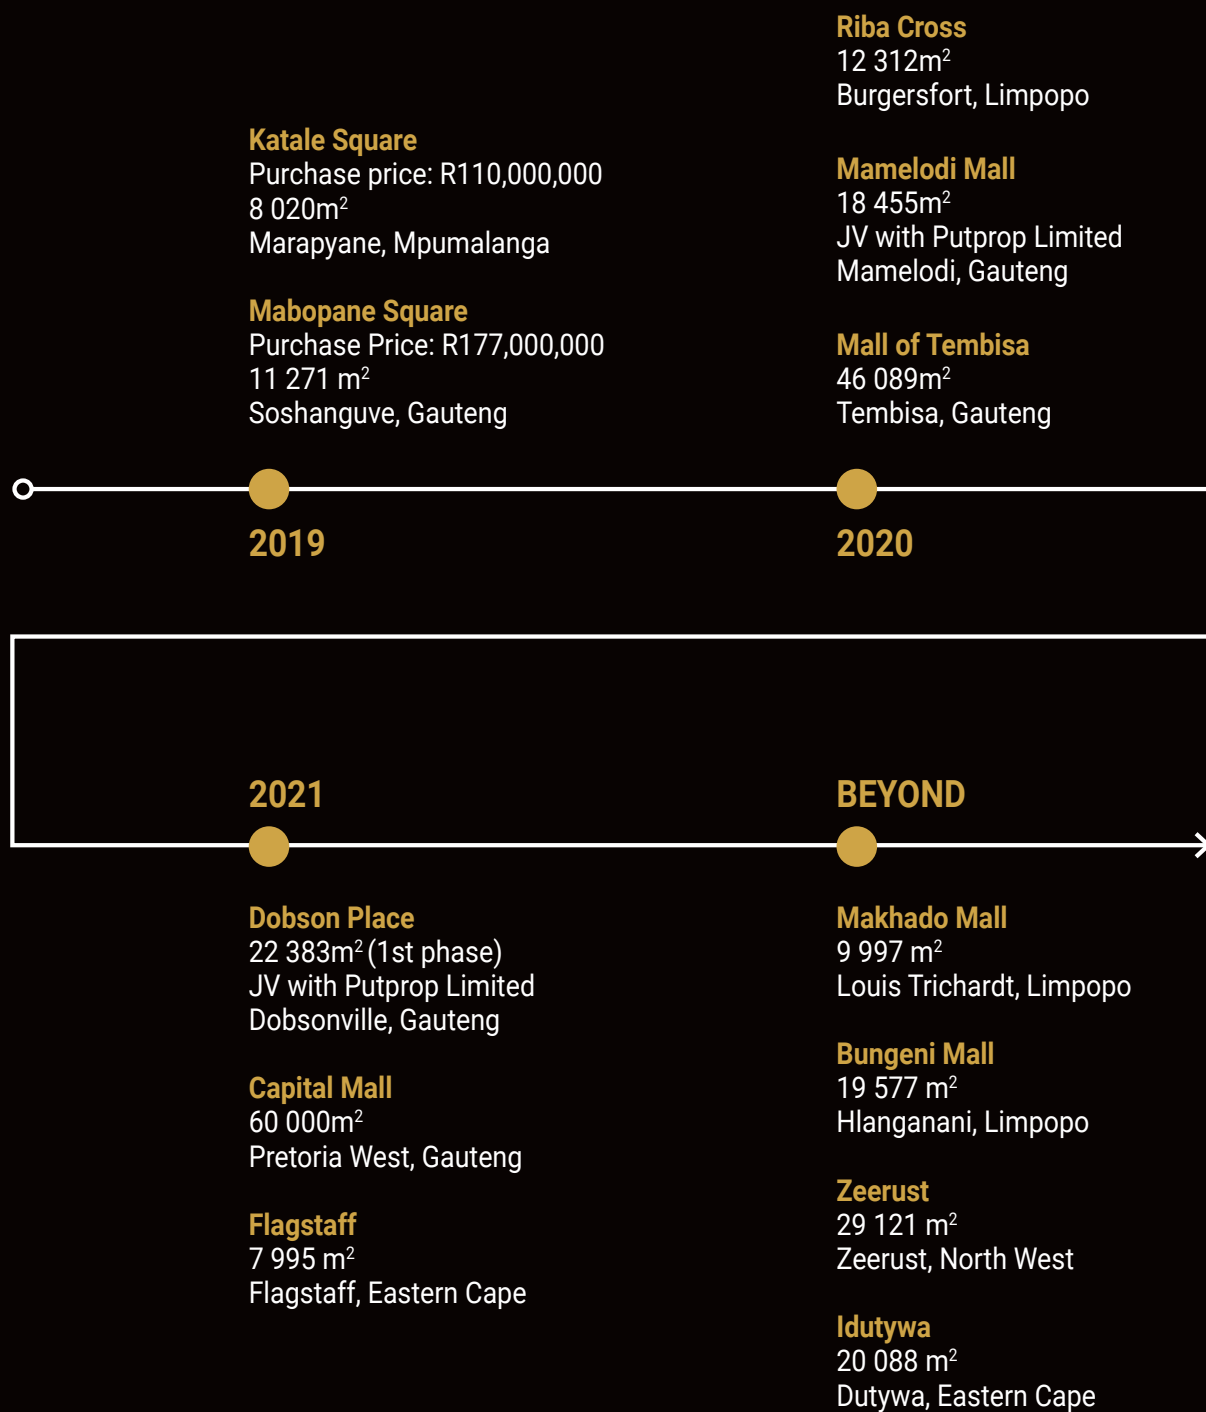 Katale Square
Purchase price: R110,000,000
8 020m²
Marapyane, Mpumalanga
Mabopane Square
Purchase Price: R177,000,000
11 271 m²
Soshanguve, Gauteng
2019
Riba Cross
12 312m²
Burgersfort, Limpopo
Mamelodi Mall
18 455m²
JV with Putprop Limited
Mamelodi, Gauteng
Mall of Tembisa
46 089m²
Tembisa, Gauteng
2020
2021
Dobson Place
22 383m² (1st phase)
JV with Putprop Limited
Dobsonville, Gauteng
Capital Mall
60 000m²
Pretoria West, Gauteng
Flagstaff
7 995 m²
Flagstaff, Eastern Cape
BEYOND
Makhado Mall
9 997 m²
Louis Trichardt, Limpopo
Bungeni Mall
19 577 m²
Hlanganani, Limpopo
Zeerust
29 121 m²
Zeerust, North West
Idutywa
20 088 m²
Dutywa, Eastern Cape